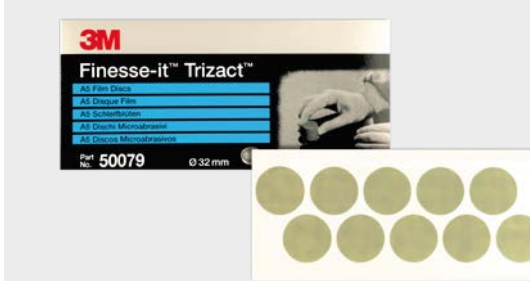 3M
Finesse-it™ Trizact™
A5 Film Discs
A5 Disque Film
A5 Schleifblüten
A5 Dischi Microabrasivi
A5 Discos Microabrasivos
Part No. 50079 Ø 32 mm